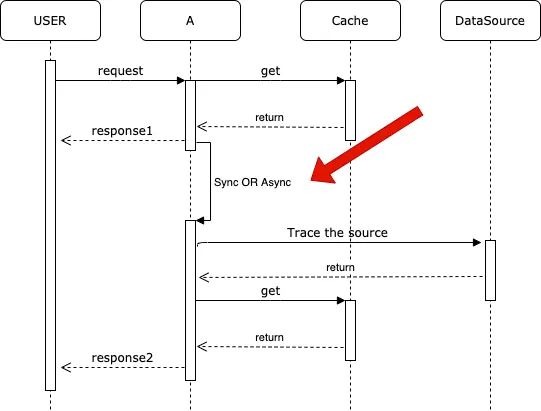 USER
A
Cache
DataSource
request
get
return
response1
Sync OR Async
Trace the source
return
get
return
response2